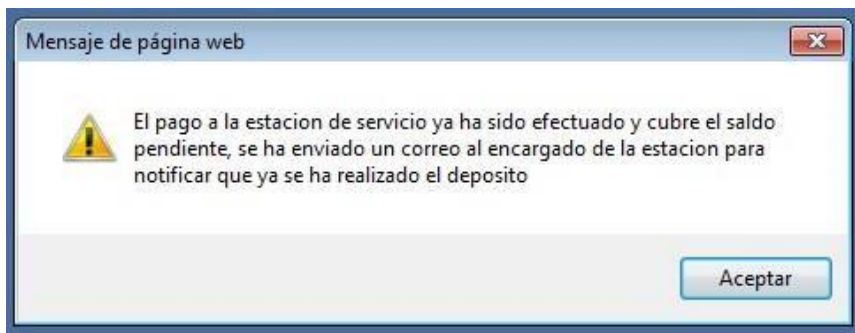 Mensaje de página web
El pago a la estacion de servicio ya ha sido efectuado y cubre el saldo
pendiente, se ha enviado un correo al encargado de la estacion para
notificar que ya se ha realizado el deposito
Aceptar